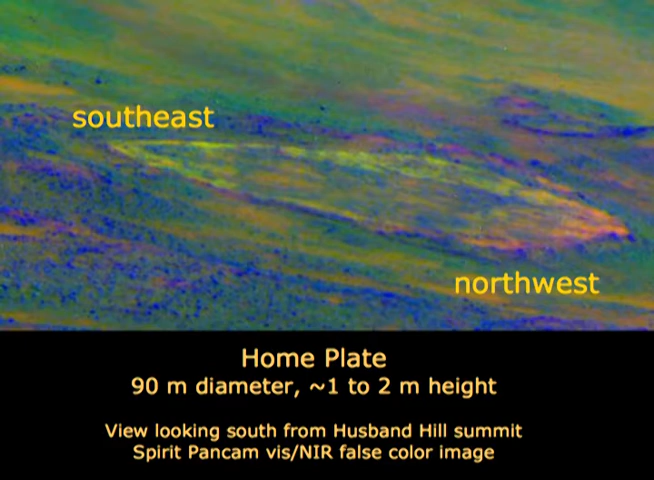 southeast
northwest
Home Plate
90 m diameter, ~1 to 2 m height
View looking south from Husband Hill summit
Spirit Pancam vis/NIR false color image